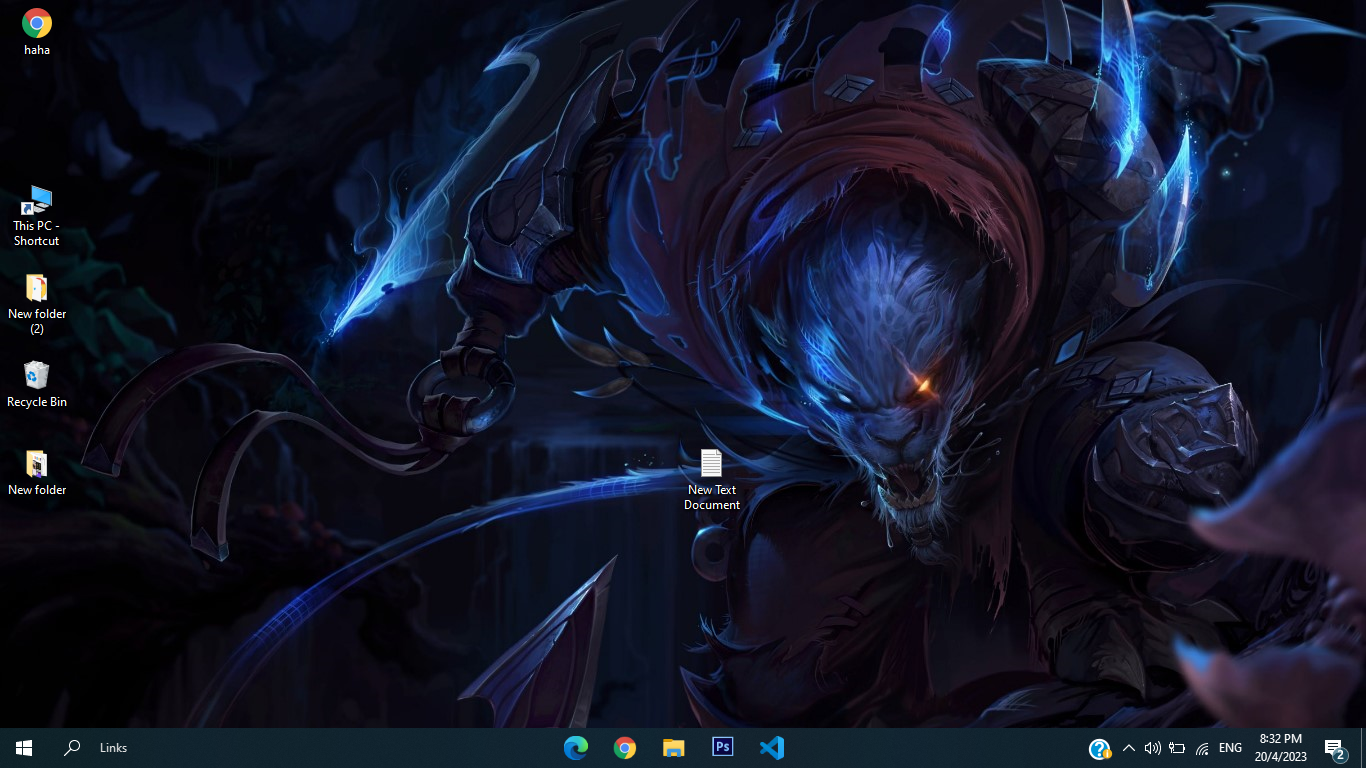 haha
This PC -
Shortcut
New folder
(2)
Recycle Bin
New folder
New Text
Document
Links
Ps
ENG
8:32 PM
20/4/2023
2